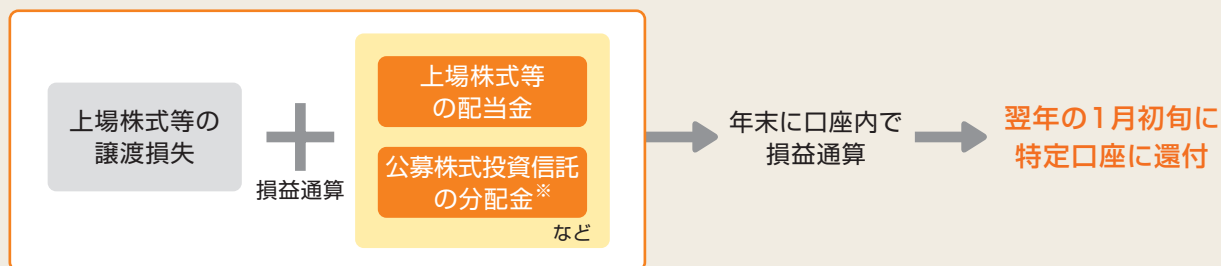 上場株式等の
譲渡損失
損益通算
上場株式等
の配当金
公募株式投資信託
の分配金※
など
年末に口座内で
損益通算
翌年の1月初旬に
特定口座に還付